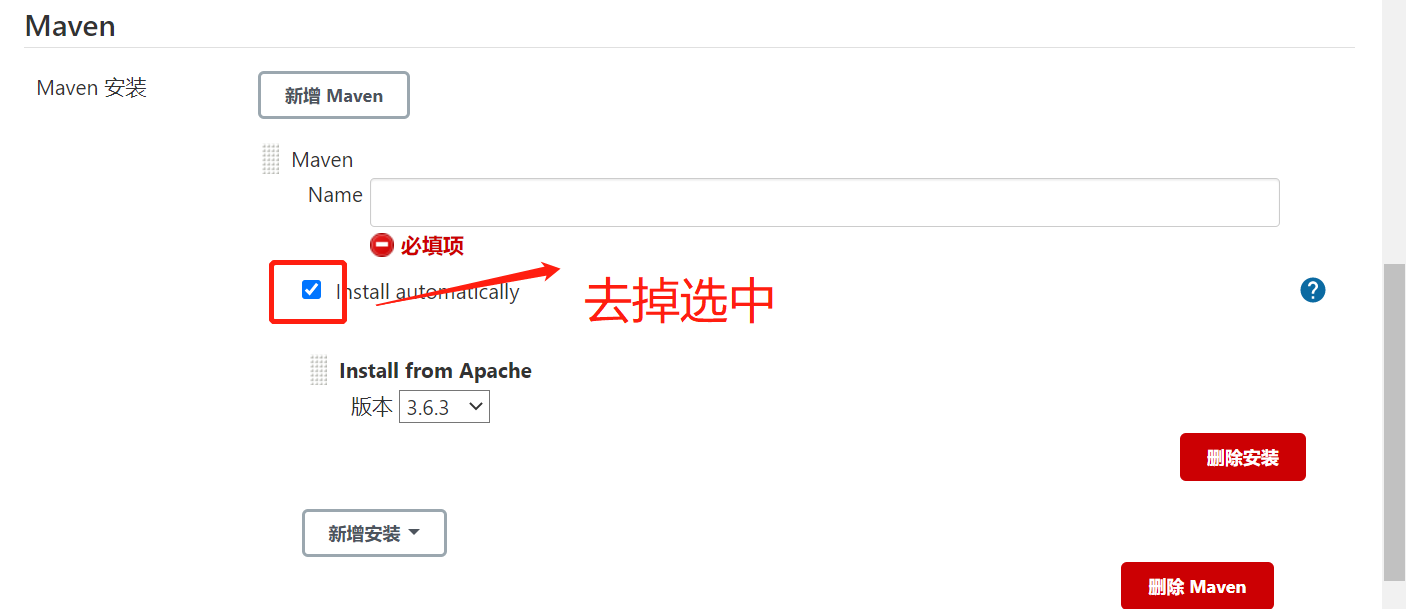 Maven
Maven 安装
新增 Maven
Maven
Name
必填项
Install automatically
去掉选中
?
Install from Apache
版本 3.6.3
删除安装
新增安装
删除 Maven